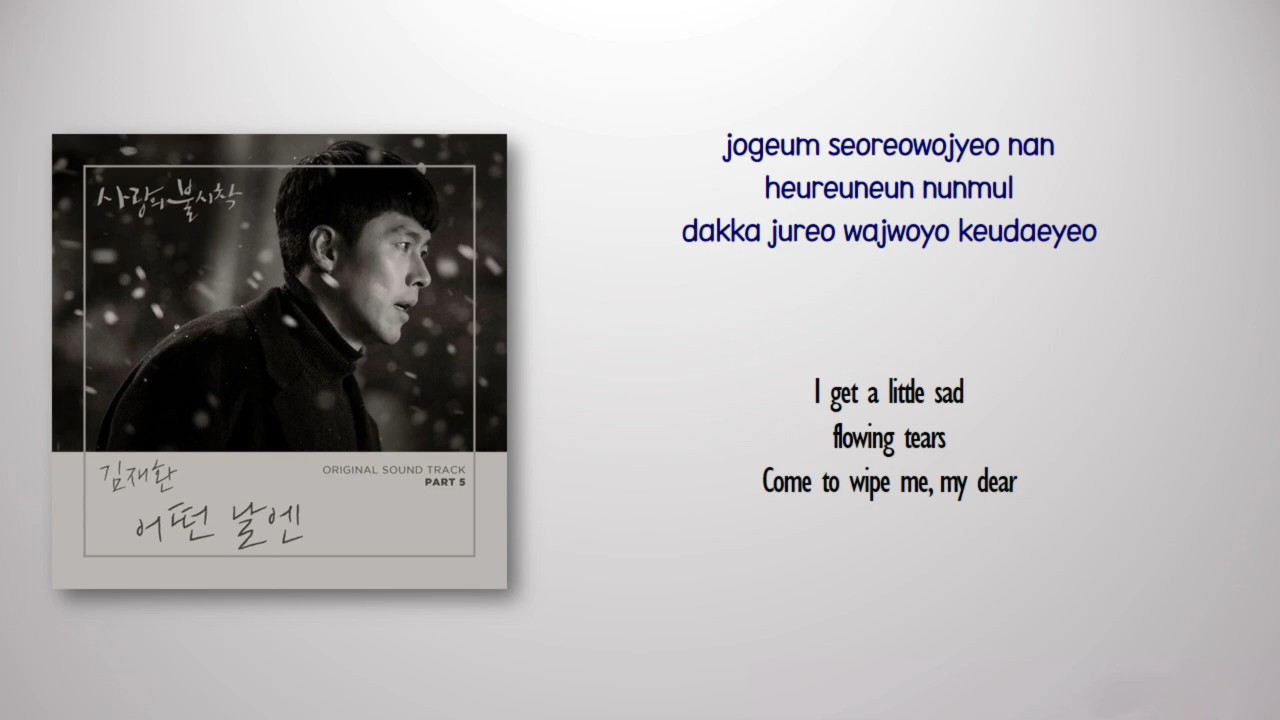 사랑의 불시착
김재환
어떤 날엔
ORIGINAL SOUND TRACK
PART 5
jogeum seoreowojyeo nan
heureuneun nunmul
dakka jureo wajwoyo keudaeyeo
I get a little sad
flowing tears
Come to wipe me, my dear